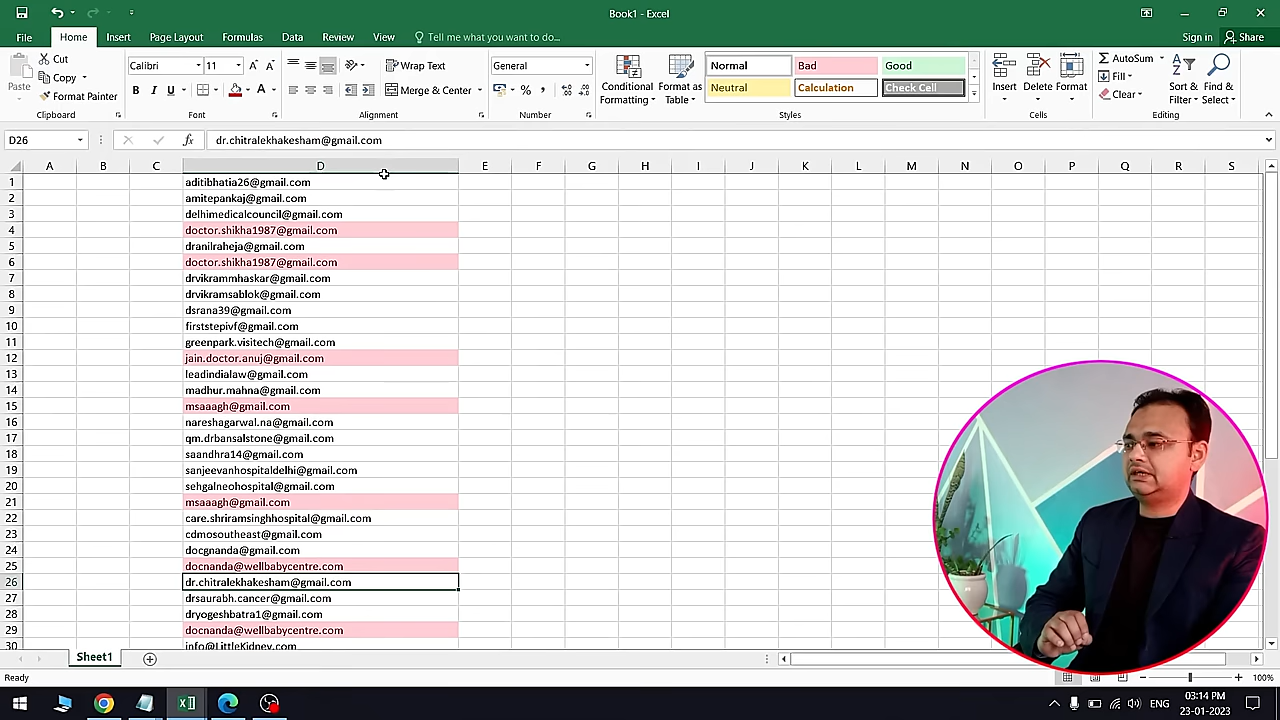 Book1 - Excel
Sign in
Share
File
Home
Insert
Page Layout
Formulas
Data
Review
View
Tell me what you want to do...
Paste
Cut
Copy
Format Painter
Clipboard
Calibri
11
A
A
B
I
U
A
Font
Wrap Text
Merge & Center
Alignment
General
%
Number
Conditional
Formatting
Format as
Table
Normal
Bad
Good
Neutral
Calculation
Check Cell
Styles
Insert
Delete
Format
Cells
AutoSum
Fill
Clear
Sort &
Filter
Find &
Select
Editing
D26
fx
dr.chitralekhakesham@gmail.com
A B C D E F G H I J K L M N O P Q R S
1 aditibhatia26@gmail.com
2 amitepankaj@gmail.com
3 delhimedicalcouncil@gmail.com
4 doctor.shikha1987@gmail.com
5 dranilraheja@gmail.com
6 doctor.shikha1987@gmail.com
7 drvikrammhaskar@gmail.com
8 drvikramsablok@gmail.com
9 dsrana39@gmail.com
10 firststepivf@gmail.com
11 greenpark.visitech@gmail.com
12 jain.doctor.anuj@gmail.com
13 leadindialaw@gmail.com
14 madhur.mahna@gmail.com
15 msaaagh@gmail.com
16 nareshagarwal.na@gmail.com
17 qm.drbansalstone@gmail.com
18 saandhra14@gmail.com
19 sanjeevanhospitaldelhi@gmail.com
20 sehgalneohospital@gmail.com
21 msaaagh@gmail.com
22 care.shriramsinghhospital@gmail.com
23 cdmosoutheast@gmail.com
24 docgnanda@gmail.com
25 docnanda@wellbabycentre.com
26 dr.chitralekhakesham@gmail.com
27 drsaurabh.cancer@gmail.com
28 dryogeshbatra1@gmail.com
29 docnanda@wellbabycentre.com
30 info@LittleKidney.com
Sheet1
Ready
100%
ENG
03:14 PM
23-01-2023